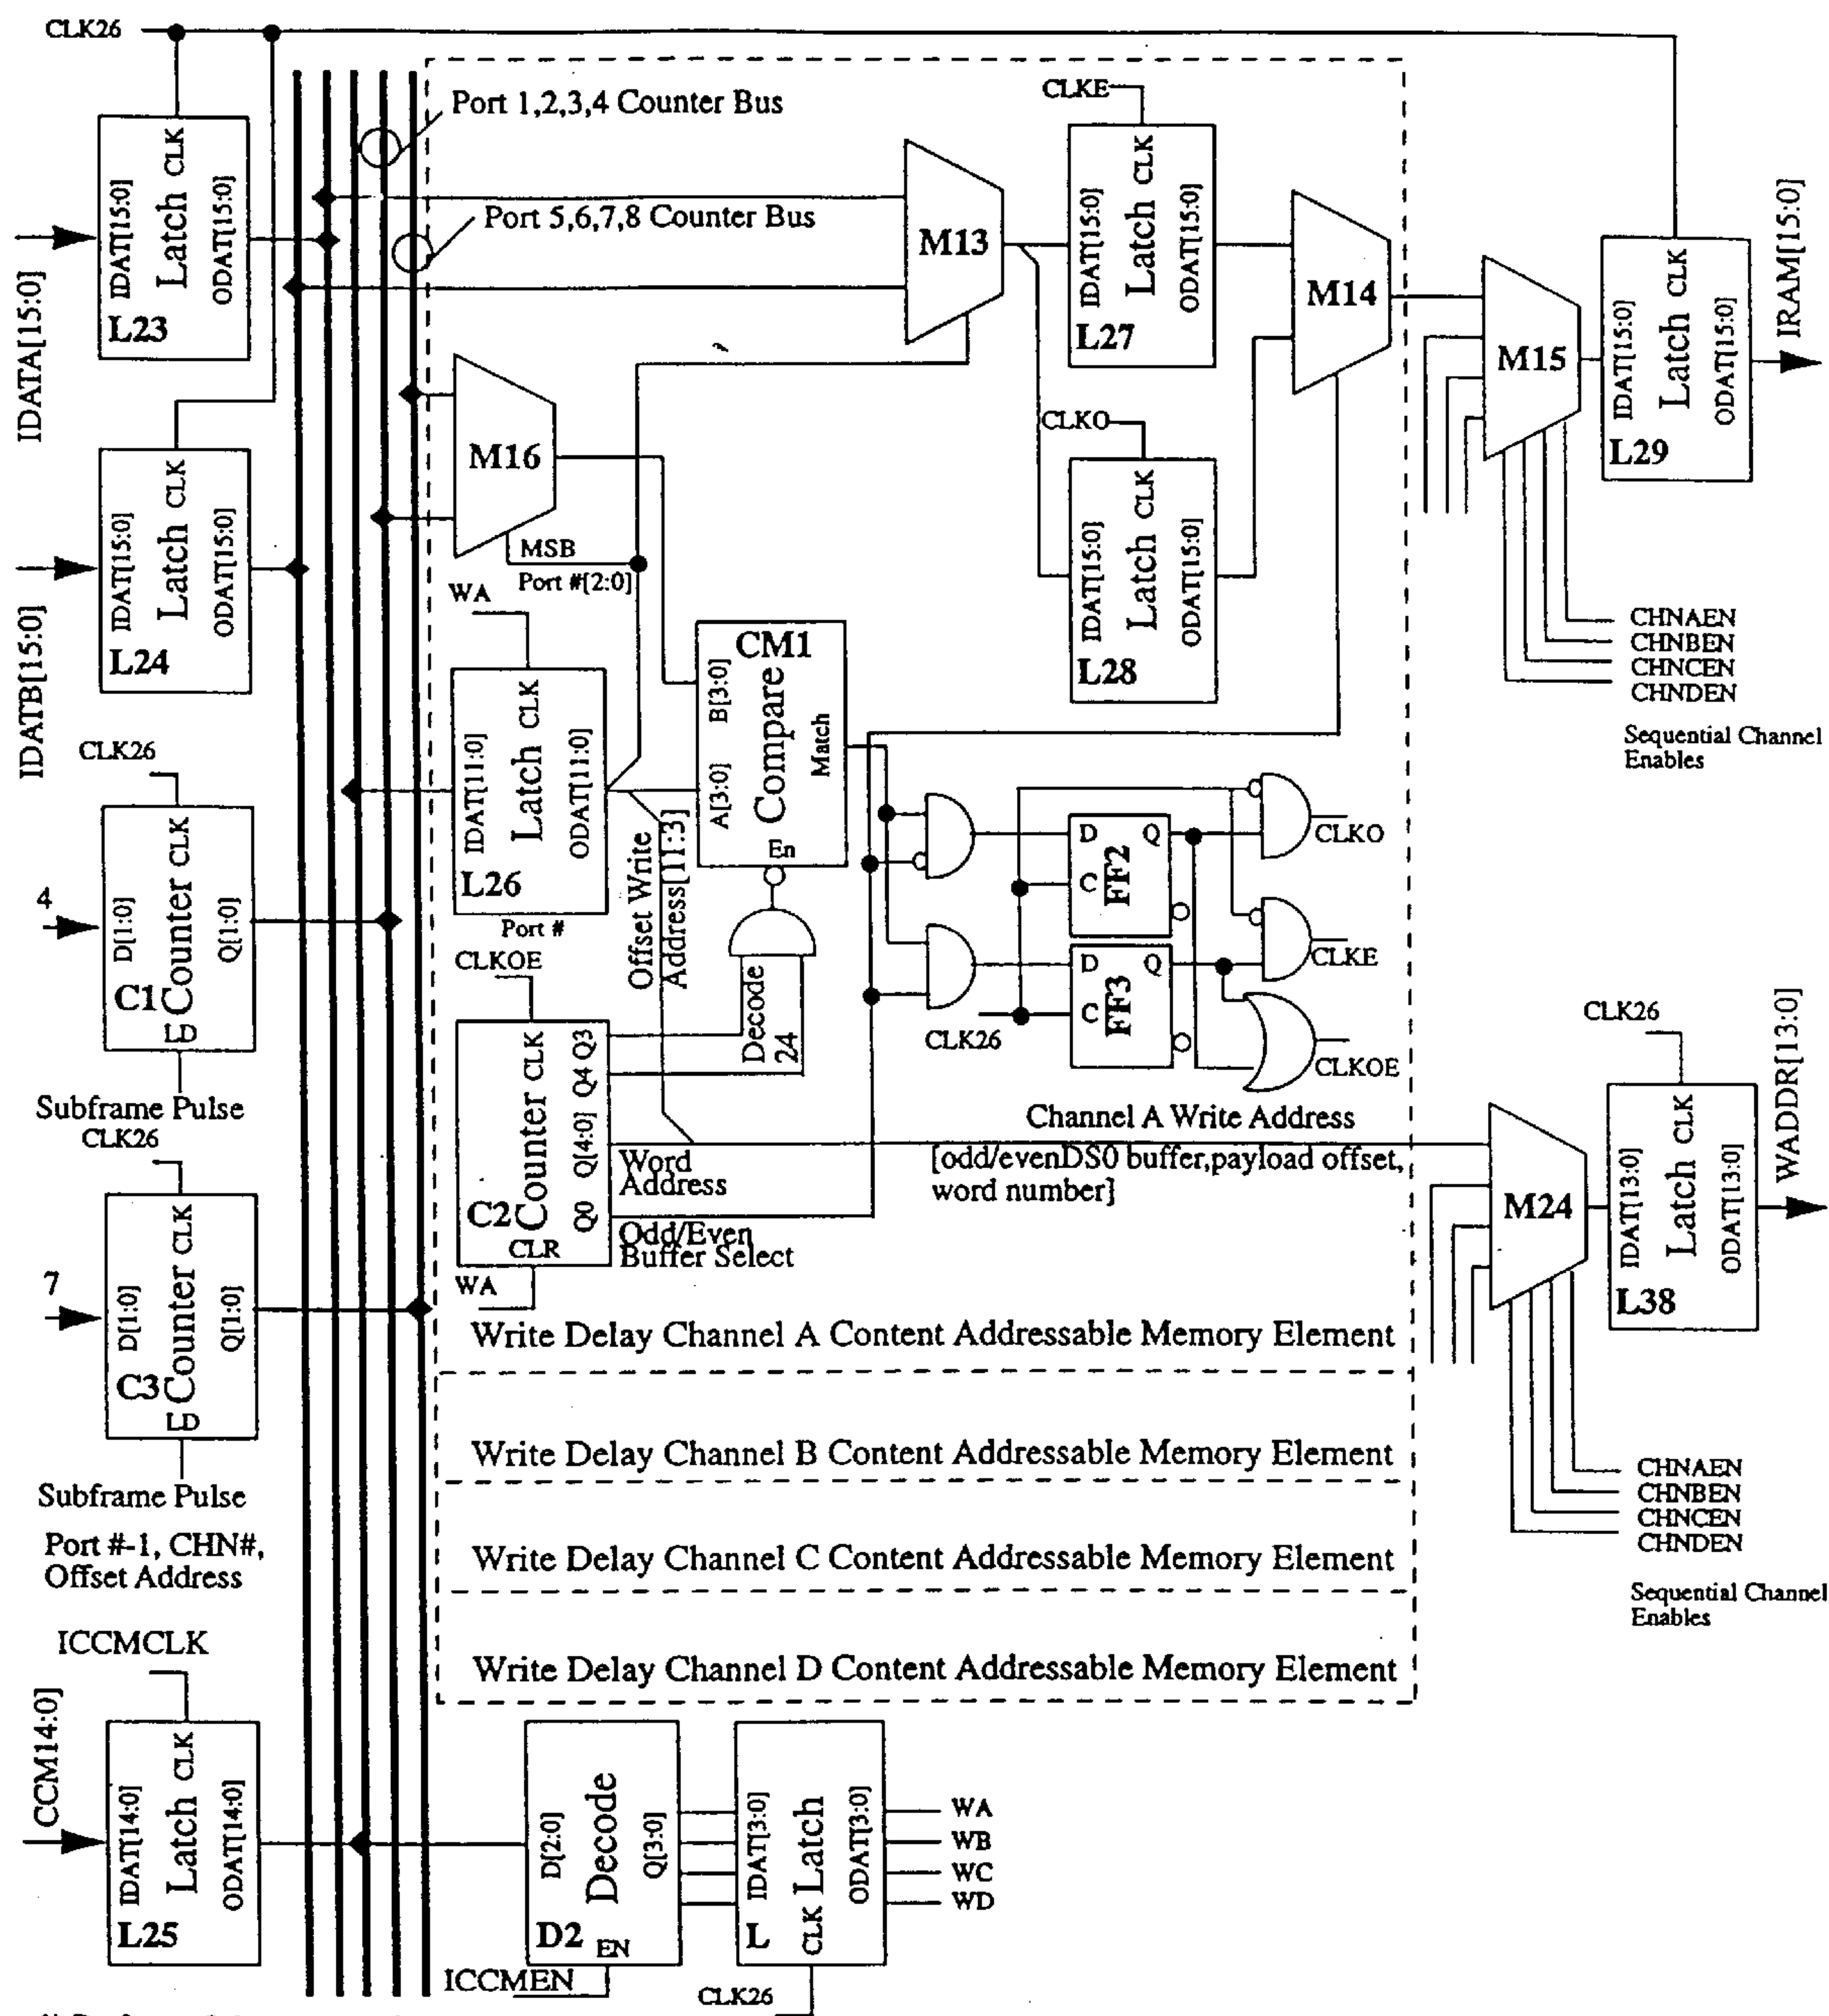 CLK26
Port 1,2,3,4 Counter Bus
Port 5,6,7,8 Counter Bus
IDATA[15:0]
IDAT[15:0]
Latch CLK
ODAT[15:0]
L23
M13
CLKE
IDAT[15:0]
Latch CLK
ODAT[15:0]
L27
M14
M15
IDAT[15:0]
Latch CLK
ODAT[15:0]
L29
IRAM[15:0]
M16
MSB
Port #[2:0]
CLKO
IDAT[15:0]
Latch CLK
ODAT[15:0]
L28
CHNAEN
CHNBEN
CHNCEN
CHNDEN
Sequential Channel
Enables
IDATB[15:0]
IDAT[15:0]
Latch CLK
ODAT[15:0]
L24
WA
IDAT[11:0]
Latch CLK
ODAT[11:0]
L26
Port #
CM1
Compare
B[3:0]
A[3:0]
Match
En
Offset Write
Address[11:3]
CLK26
4
D[1:0]
Counter CLK
Q[1:0]
C1
LD
Subframe Pulse
D
Q
C
FF2
CLKO
D
Q
C
FF3
CLKE
CLK26
CLKOE
CLKOE
Counter CLK
Q3
Q4
Q[4:0]
Q0
C2
CLR
WA
Decode
24
Word
Address
Odd/Even
Buffer Select
Channel A Write Address
[odd/evenDS0 buffer,payload offset,
word number]
CLK26
M24
IDAT[13:0]
Latch CLK
ODAT[13:0]
L38
WADDR[13:0]
CHNAEN
CHNBEN
CHNCEN
CHNDEN
Sequential Channel
Enables
CLK26
7
D[1:0]
Counter CLK
Q[1:0]
C3
LD
Subframe Pulse
Port #-1, CHN#,
Offset Address
Write Delay Channel A Content Addressable Memory Element
Write Delay Channel B Content Addressable Memory Element
Write Delay Channel C Content Addressable Memory Element
Write Delay Channel D Content Addressable Memory Element
ICCMCLK
CCM14:0]
IDAT[14:0]
Latch CLK
ODAT[14:0]
L25
D[2:0]
Decode
Q[3:0]
D2
EN
ICCMEN
IDAT[3:0]
CLK Latch
ODAT[3:0]
L
CLK26
WA
WB
WC
WD